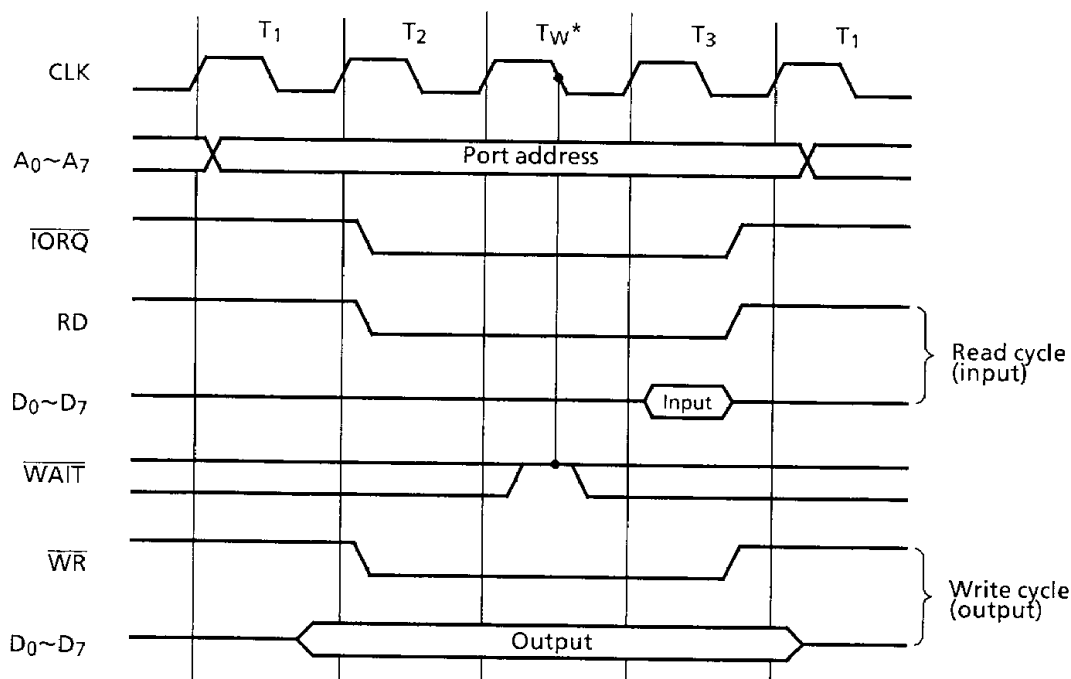 T1 T2 TW* T3 T1
CLK
A0~A7 Port address
IORQ
RD
Read cycle
(input)
D0~D7 Input
WAIT
WR
Write cycle
(output)
D0~D7 Output